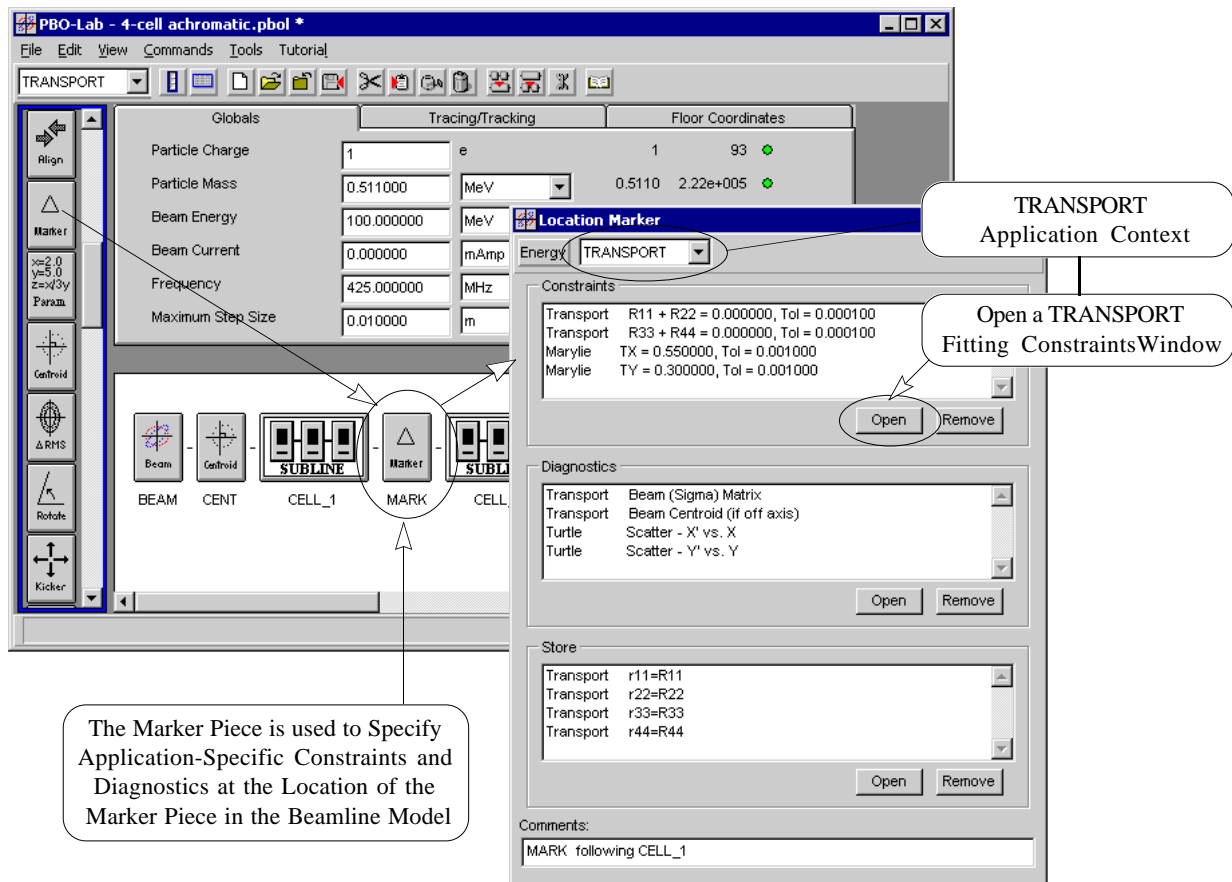 PBO-Lab - 4-cell achromatic.pbol *
File Edit View Commands Tools Tutorial
TRANSPORT
Align
Marker
x=2.0
y=5.0
z=x/3y
Param
Centroid
ΔRMS
Rotate
Kicker
Globals
Tracing/Tracking
Floor Coordinates
Particle Charge 1 e 1 93
Particle Mass 0.511000 MeV 0.5110 2.22e+005
Beam Energy 100.000000 MeV
Beam Current 0.000000 mAmp
Frequency 425.000000 MHz
Maximum Step Size 0.010000 m
Beam
Centroid
SUBLINE
Marker
SUBLI
BEAM CENT CELL_1 MARK CELL_
Location Marker
Energy TRANSPORT
Constraints
Transport R11 + R22 = 0.000000, Tol = 0.000100
Transport R33 + R44 = 0.000000, Tol = 0.000100
Marylie TX = 0.550000, Tol = 0.001000
Marylie TY = 0.300000, Tol = 0.001000
Open Remove
Diagnostics
Transport Beam (Sigma) Matrix
Transport Beam Centroid (if off axis)
Turtle Scatter - X' vs. X
Turtle Scatter - Y' vs. Y
Open Remove
Store
Transport r11=R11
Transport r22=R22
Transport r33=R33
Transport r44=R44
Open Remove
Comments:
MARK following CELL_1
TRANSPORT
Application Context
Open a TRANSPORT
Fitting ConstraintsWindow
The Marker Piece is used to Specify
Application-Specific Constraints and
Diagnostics at the Location of the
Marker Piece in the Beamline Model